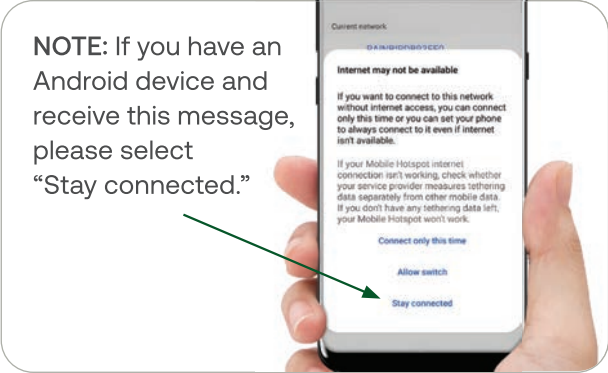 NOTE: If you have an
Android device and
receive this message,
please select
“Stay connected.”
Current network
Internet may not be available
If you want to connect to this network
without internet access, you can connect
only this time or you can set your phone
to always connect to it even if internet
isn't available.
If your Mobile Hotspot internet
connection isn't working, check whether
your service provider measures tethering
data separately from other mobile data.
If you don't have any tethering data left,
your Mobile Hotspot won't work.
Connect only this time
Allow switch
Stay connected